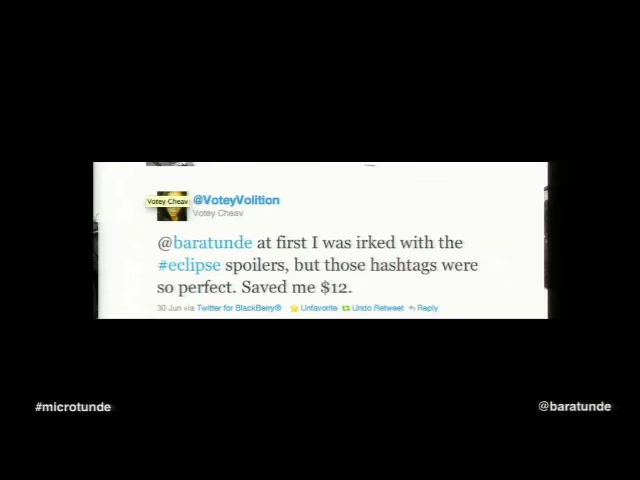 Votey Cheav
@VoteyVolition
Votey Cheav
@baratunde at first I was irked with the
#eclipse spoilers, but those hashtags were
so perfect. Saved me $12.
30 Jun via Twitter for BlackBerry® Unfavorite Undo Retweet Reply
#microtunde
@baratunde